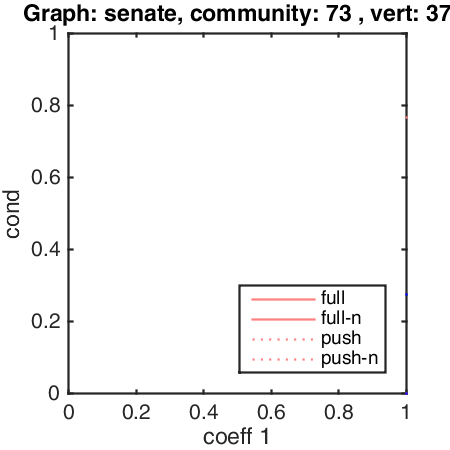 Graph: senate, community: 73 , vert: 37
1
0.8
0.6
0.4
0.2
0
cond
full
full-n
push
push-n
0 0.2 0.4 0.6 0.8 1
coeff 1